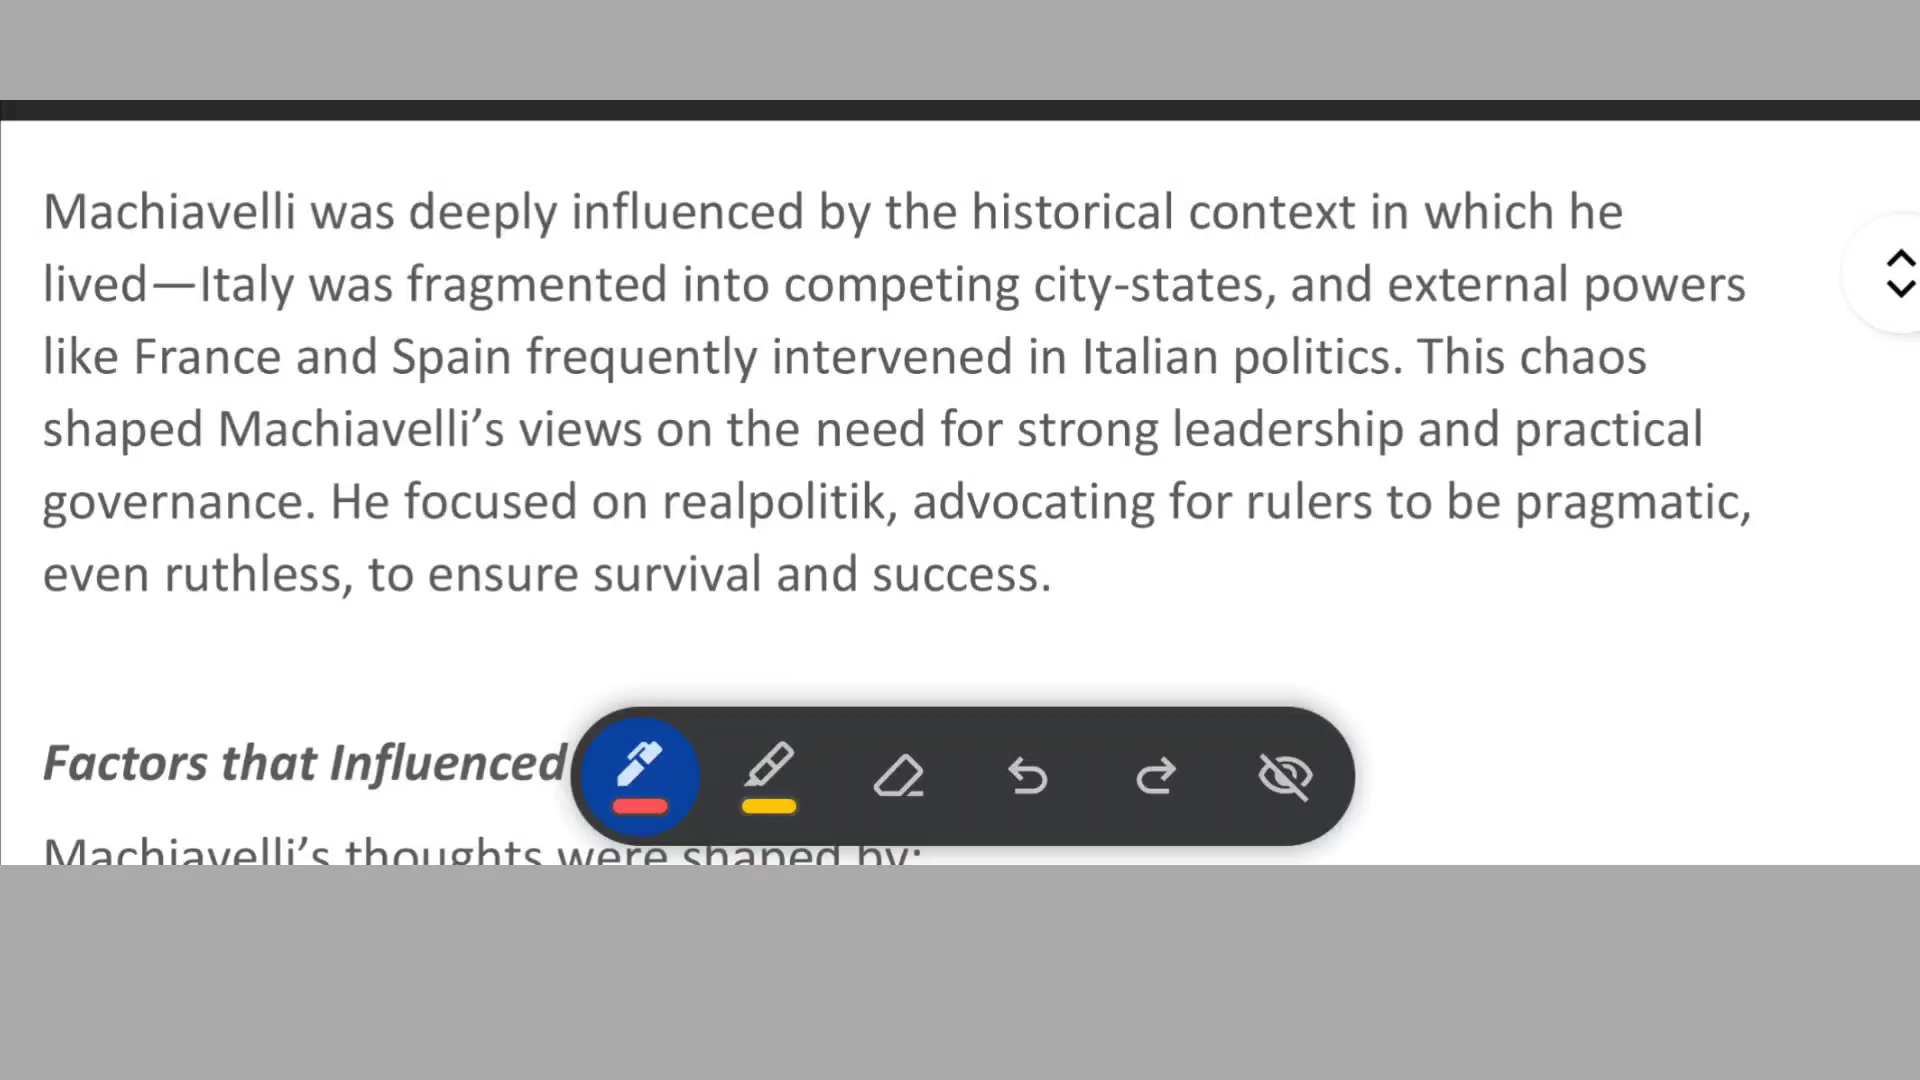 Machiavelli was deeply influenced by the historical context in which he
lived—Italy was fragmented into competing city-states, and external powers
like France and Spain frequently intervened in Italian politics. This chaos
shaped Machiavelli’s views on the need for strong leadership and practical
governance. He focused on realpolitik, advocating for rulers to be pragmatic,
even ruthless, to ensure survival and success.
Factors that Influenced
Machiavelli’s thoughts were shaped by: